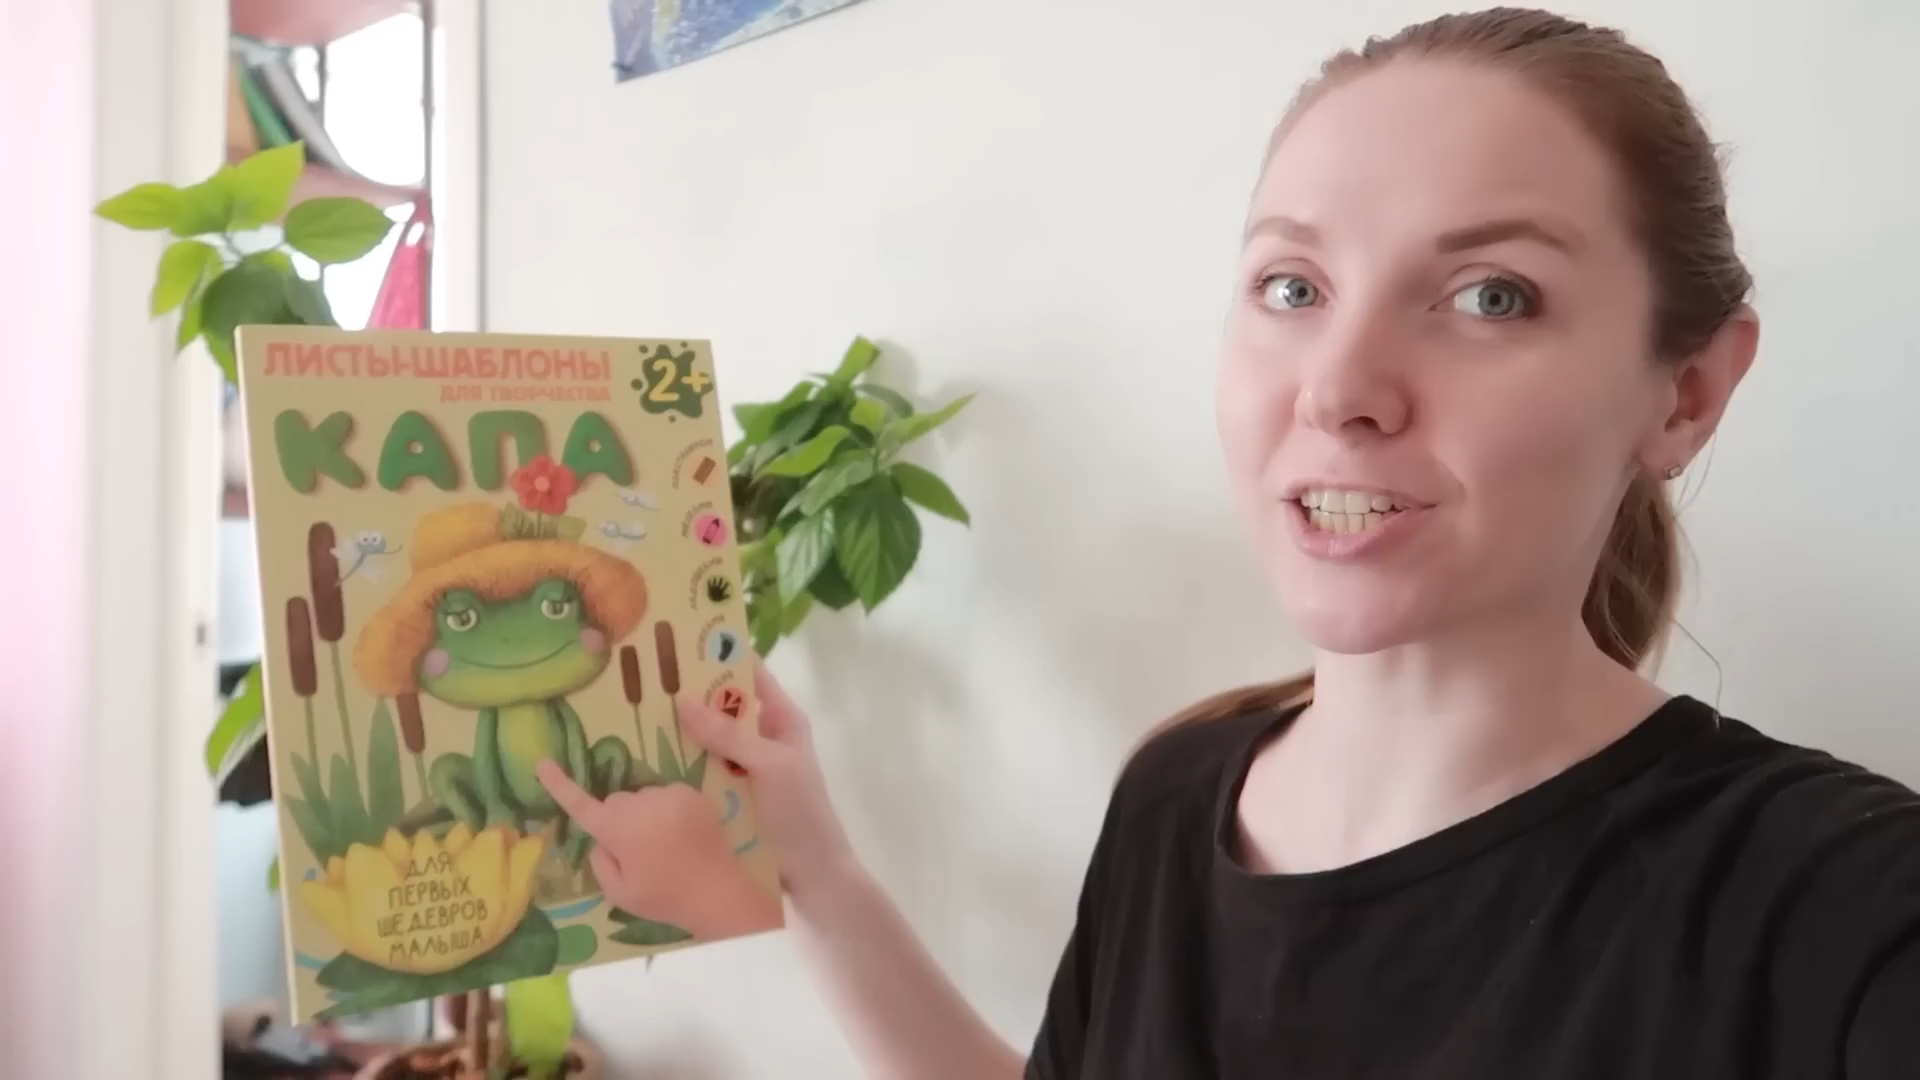 ЛИСТЫ-ШАБЛОНЫ
ДЛЯ ТВОРЧЕСТВА
2+
КАПА
ДЛЯ
ПЕРВЫХ
ШЕДЕВРОВ
МАЛЫША